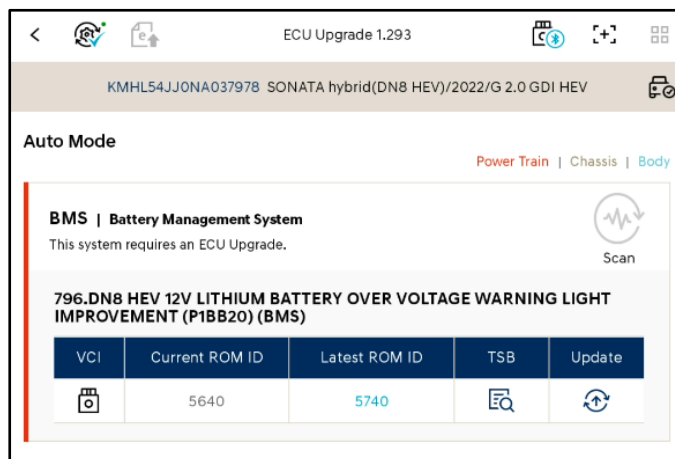 ECU Upgrade 1.293
KMHL54JJ0NA037978 SONATA hybrid(DN8 HEV)/2022/G 2.0 GDI HEV
Auto Mode
Power Train | Chassis | Body
BMS | Battery Management System
This system requires an ECU Upgrade.
Scan
796.DN8 HEV 12V LITHIUM BATTERY OVER VOLTAGE WARNING LIGHT
IMPROVEMENT (P1BB20) (BMS)
VCI Current ROM ID Latest ROM ID TSB Update
5640 5740